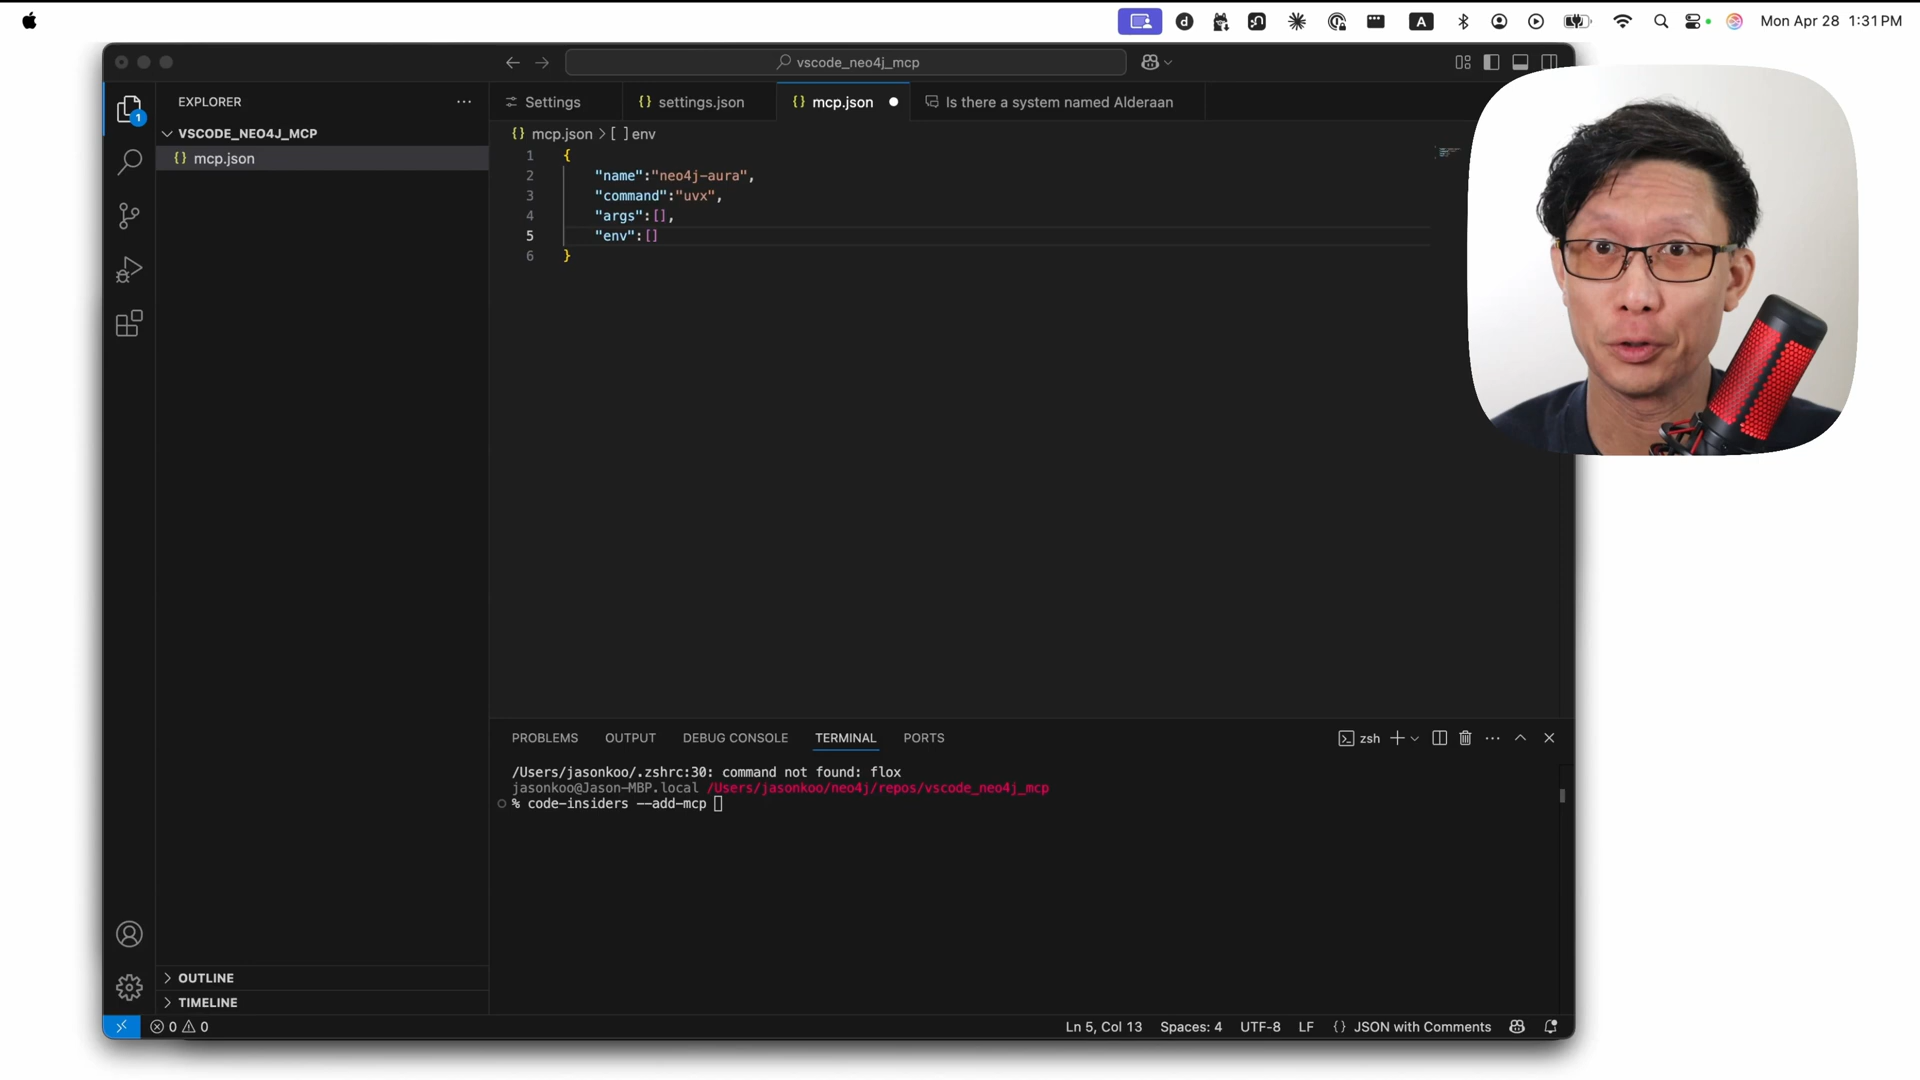 Mon Apr 28 1:31 PM
A
vscode_neo4j_mcp
EXPLORER
Settings
settings.json
mcp.json
Is there a system named Alderaan
1
VSCODE_NEO4J_MCP
mcp.json
mcp.json > [ ] env
1 {
2 "name":"neo4j-aura",
3 "command":"uvx",
4 "args":[],
5 "env":[]
6 }
PROBLEMS OUTPUT DEBUG CONSOLE TERMINAL PORTS
zsh
/Users/jasonkoo/.zshrc:30: command not found: flox
jasonkoo@Jason-MBP.local /Users/jasonkoo/neo4j/repos/vscode_neo4j_mcp
% code-insiders --add-mcp
OUTLINE
TIMELINE
0 0
Ln 5, Col 13 Spaces: 4 UTF-8 LF {} JSON with Comments